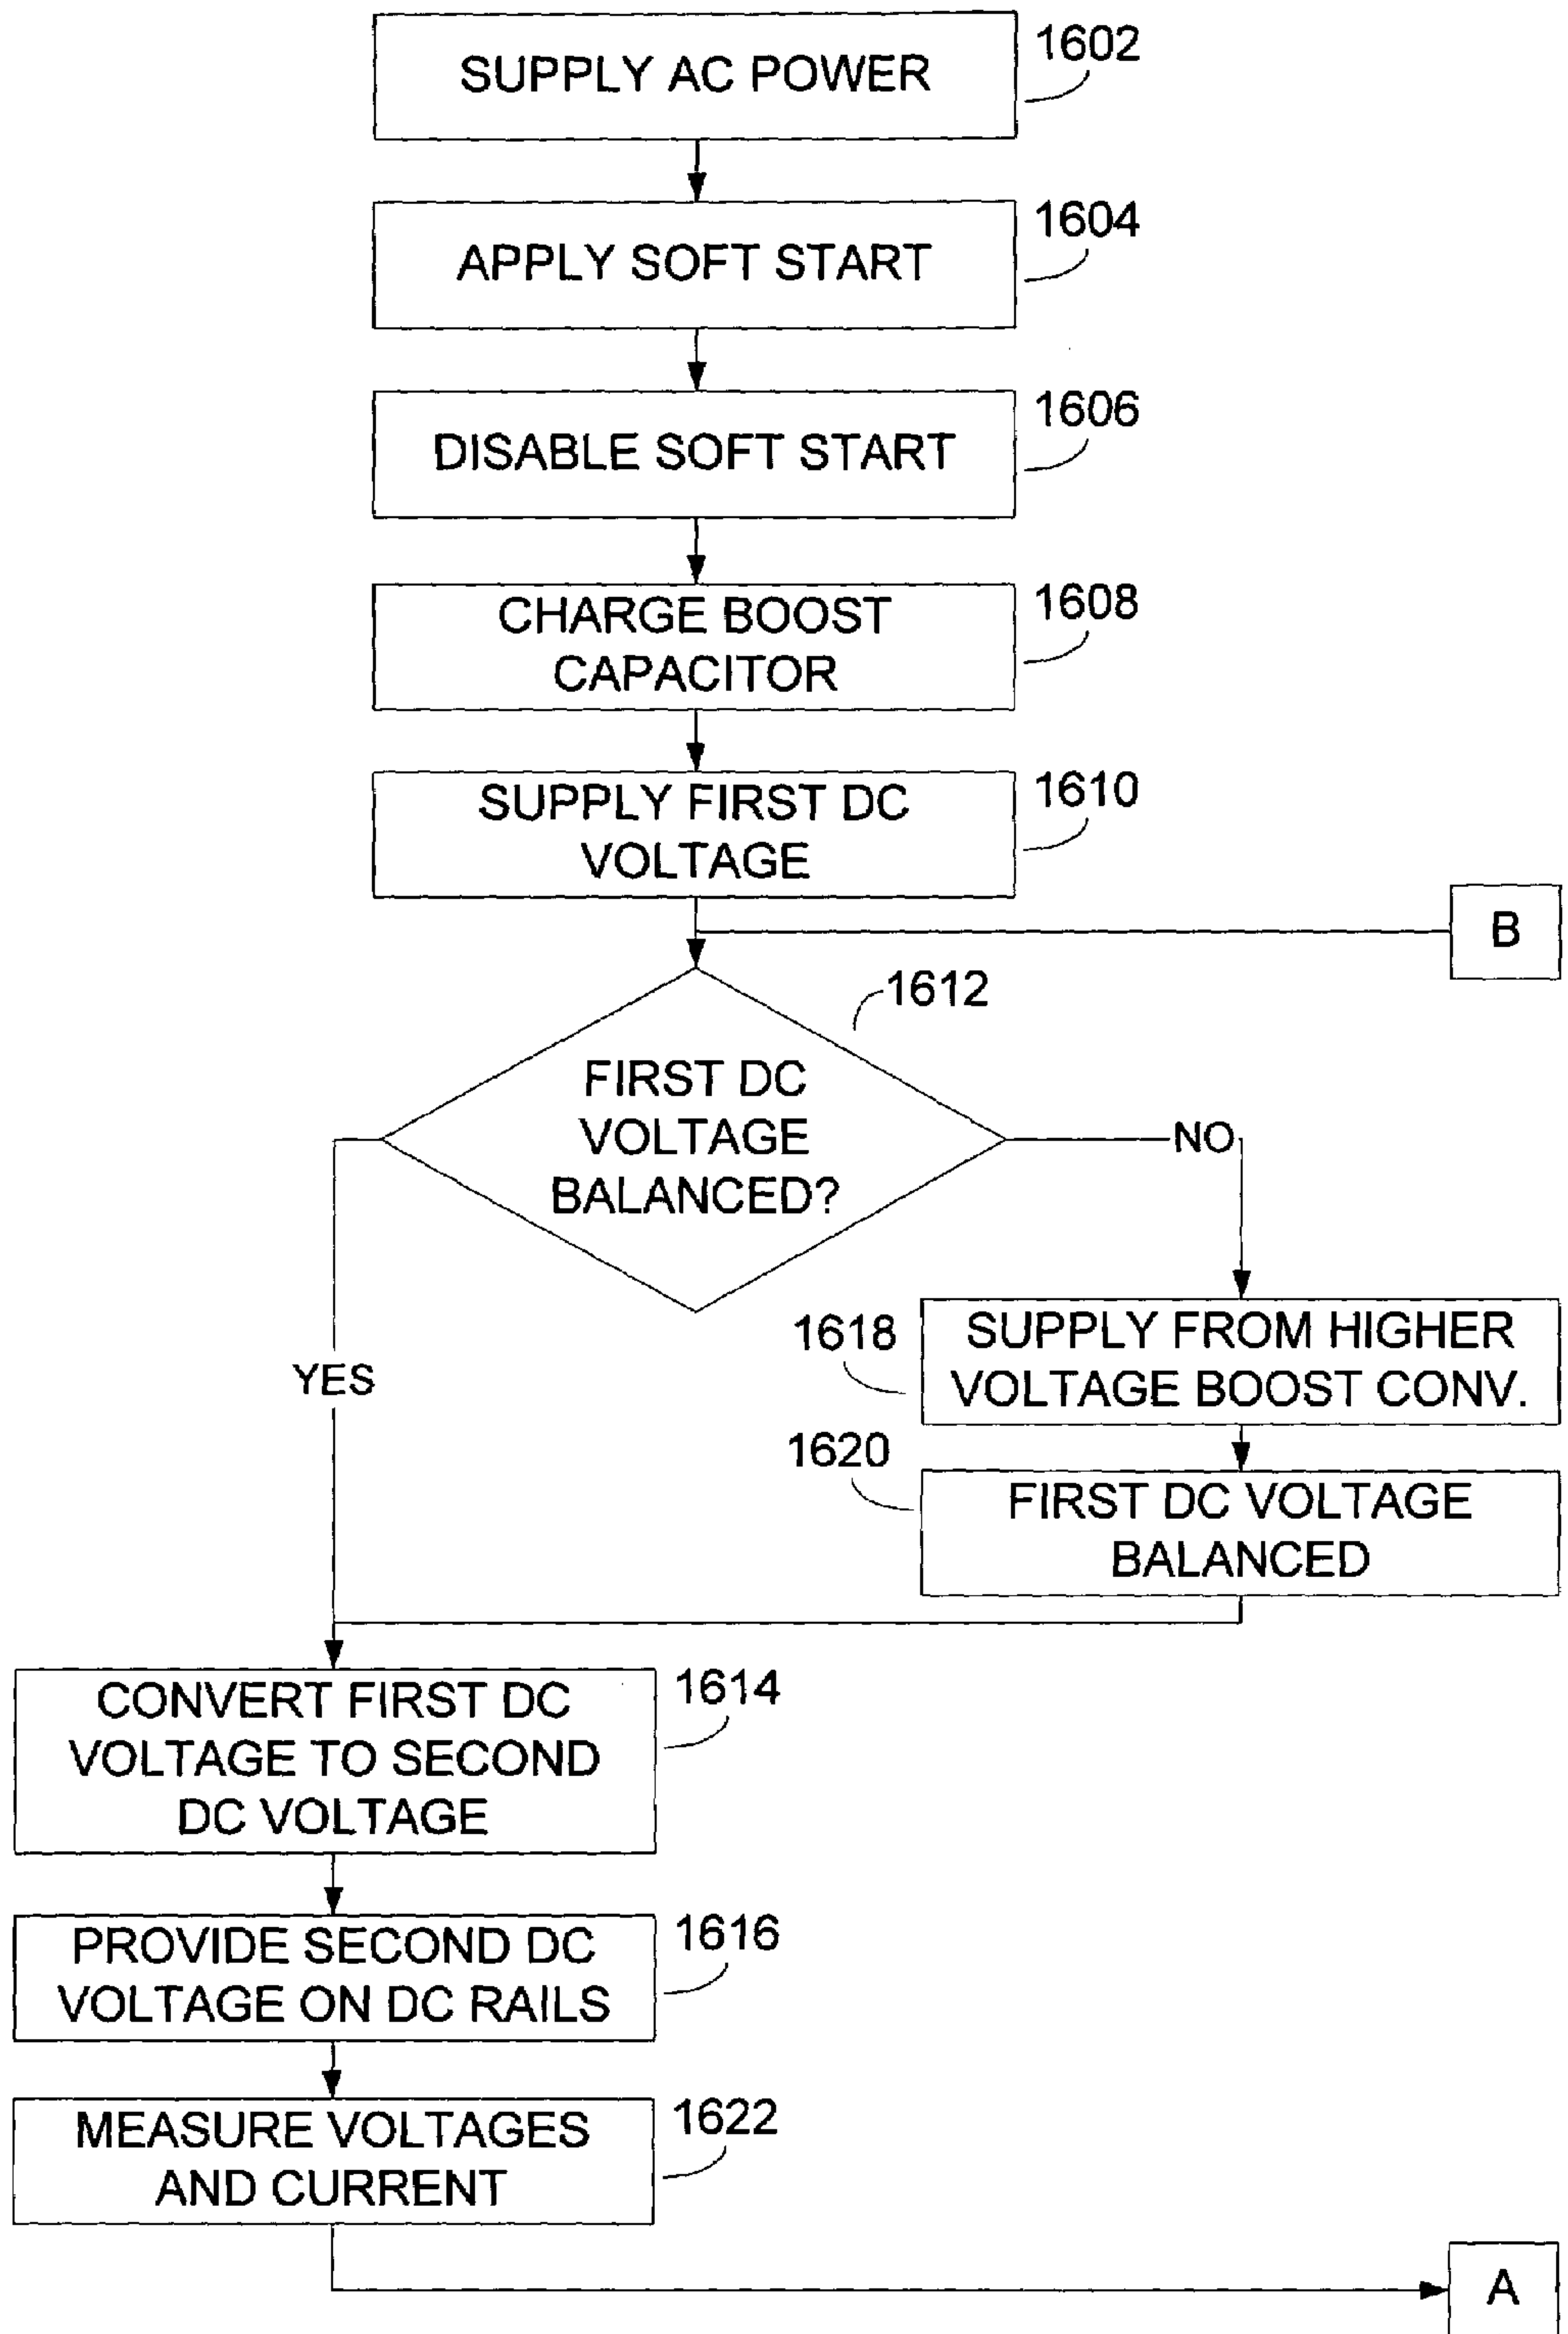 SUPPLY AC POWER
1602
APPLY SOFT START
1604
DISABLE SOFT START
1606
CHARGE BOOST
CAPACITOR
1608
SUPPLY FIRST DC
VOLTAGE
1610
B
1612
FIRST DC
VOLTAGE
BALANCED?
NO
YES
1618
SUPPLY FROM HIGHER
VOLTAGE BOOST CONV.
1620
FIRST DC VOLTAGE
BALANCED
CONVERT FIRST DC
VOLTAGE TO SECOND
DC VOLTAGE
1614
PROVIDE SECOND DC
VOLTAGE ON DC RAILS
1616
MEASURE VOLTAGES
AND CURRENT
1622
A